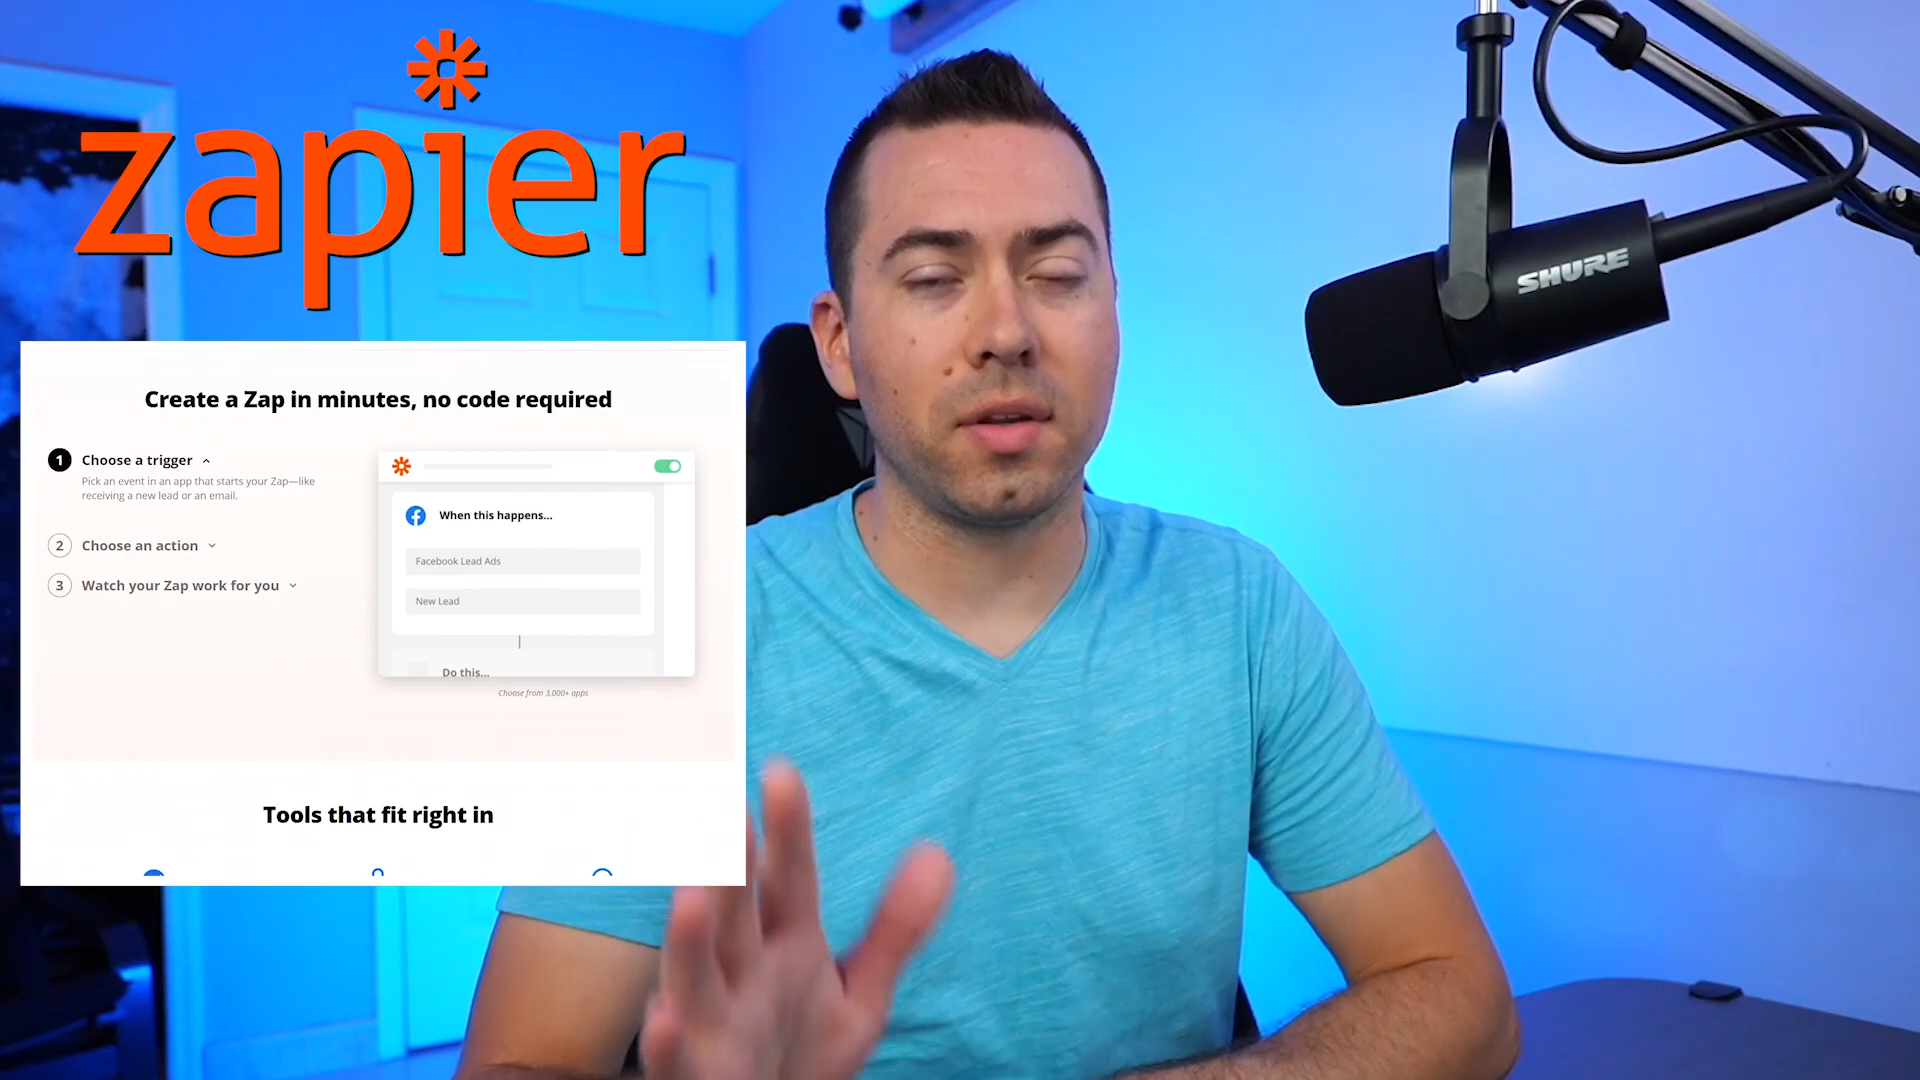 zapier
SHURE
Create a Zap in minutes, no code required
1 Choose a trigger
Pick an event in an app that starts your Zap—like
receiving a new lead or an email.
2 Choose an action
3 Watch your Zap work for you
When this happens...
Facebook Lead Ads
New Lead
Do this...
Choose from 3,000+ apps
Tools that fit right in